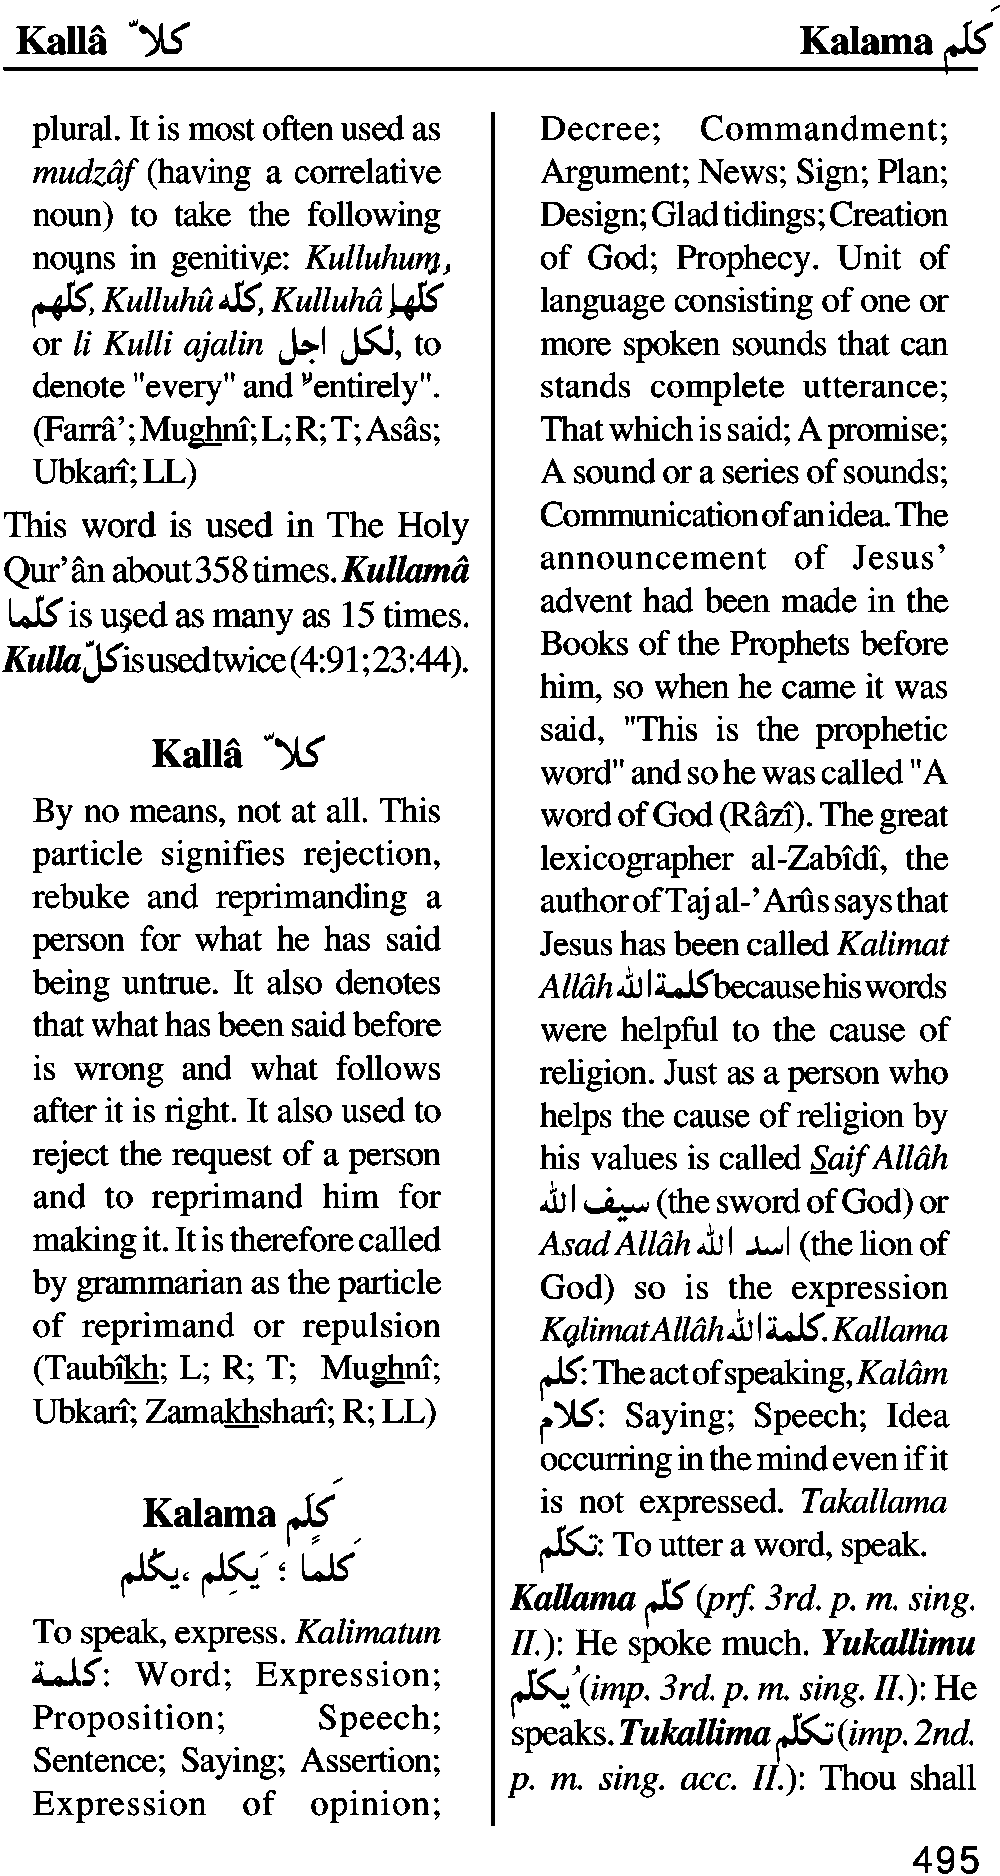 Kallâ كلاّ
Kalama كَلَم
plural. It is most often used as
mudzâf (having a correlative
noun) to take the following
nouns in genitive: Kulluhum,
كلّهم, Kulluhû كلّه, Kulluhâ كلّها
or li Kulli ajalin لكل اجل, to
denote "every" and "entirely".
(Farrâ’; Mughnî; L; R; T; Asâs;
Ubkarî; LL)
This word is used in The Holy
Qur’ân about 358 times. Kullamâ
كلّما is used as many as 15 times.
Kulla كلّ is used twice (4:91; 23:44).
Kallâ كلاّ
By no means, not at all. This
particle signifies rejection,
rebuke and reprimanding a
person for what he has said
being untrue. It also denotes
that what has been said before
is wrong and what follows
after it is right. It also used to
reject the request of a person
and to reprimand him for
making it. It is therefore called
by grammarian as the particle
of reprimand or repulsion
(Taubîkh; L; R; T; Mughnî;
Ubkarî; Zamakhsharî; R; LL)
Kalama كَلَم
كَلمًا ؛ يَكِلم ، يكُلم
To speak, express. Kalimatun
كلمة: Word; Expression;
Proposition; Speech;
Sentence; Saying; Assertion;
Expression of opinion;
Decree; Commandment;
Argument; News; Sign; Plan;
Design; Glad tidings; Creation
of God; Prophecy. Unit of
language consisting of one or
more spoken sounds that can
stands complete utterance;
That which is said; A promise;
A sound or a series of sounds;
Communication of an idea. The
announcement of Jesus’
advent had been made in the
Books of the Prophets before
him, so when he came it was
said, "This is the prophetic
word" and so he was called "A
word of God (Râzî). The great
lexicographer al-Zabîdî, the
author of Taj al-’Arûs says that
Jesus has been called Kalimat
Allâh كلمة الله because his words
were helpful to the cause of
religion. Just as a person who
helps the cause of religion by
his values is called Saif Allâh
سيف الله (the sword of God) or
Asad Allâh اسد الله (the lion of
God) so is the expression
Kalimat Allâh كلمة الله. Kallama
كلم: The act of speaking, Kalâm
كلام: Saying; Speech; Idea
occurring in the mind even if it
is not expressed. Takallama
تكلّم: To utter a word, speak.
Kallama كلّم (prf. 3rd. p. m. sing.
II.): He spoke much. Yukallimu
يُكلّم (imp. 3rd. p. m. sing. II.): He
speaks. Tukallima تكلّم (imp. 2nd.
p. m. sing. acc. II.): Thou shall
495